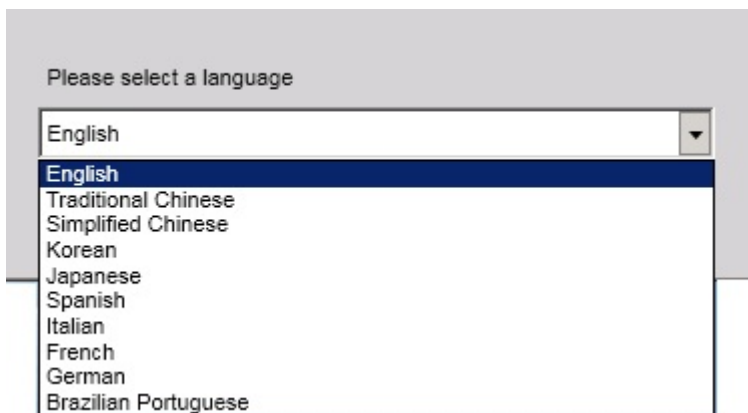 Please select a language
English
English
Traditional Chinese
Simplified Chinese
Korean
Japanese
Spanish
Italian
French
German
Brazilian Portuguese